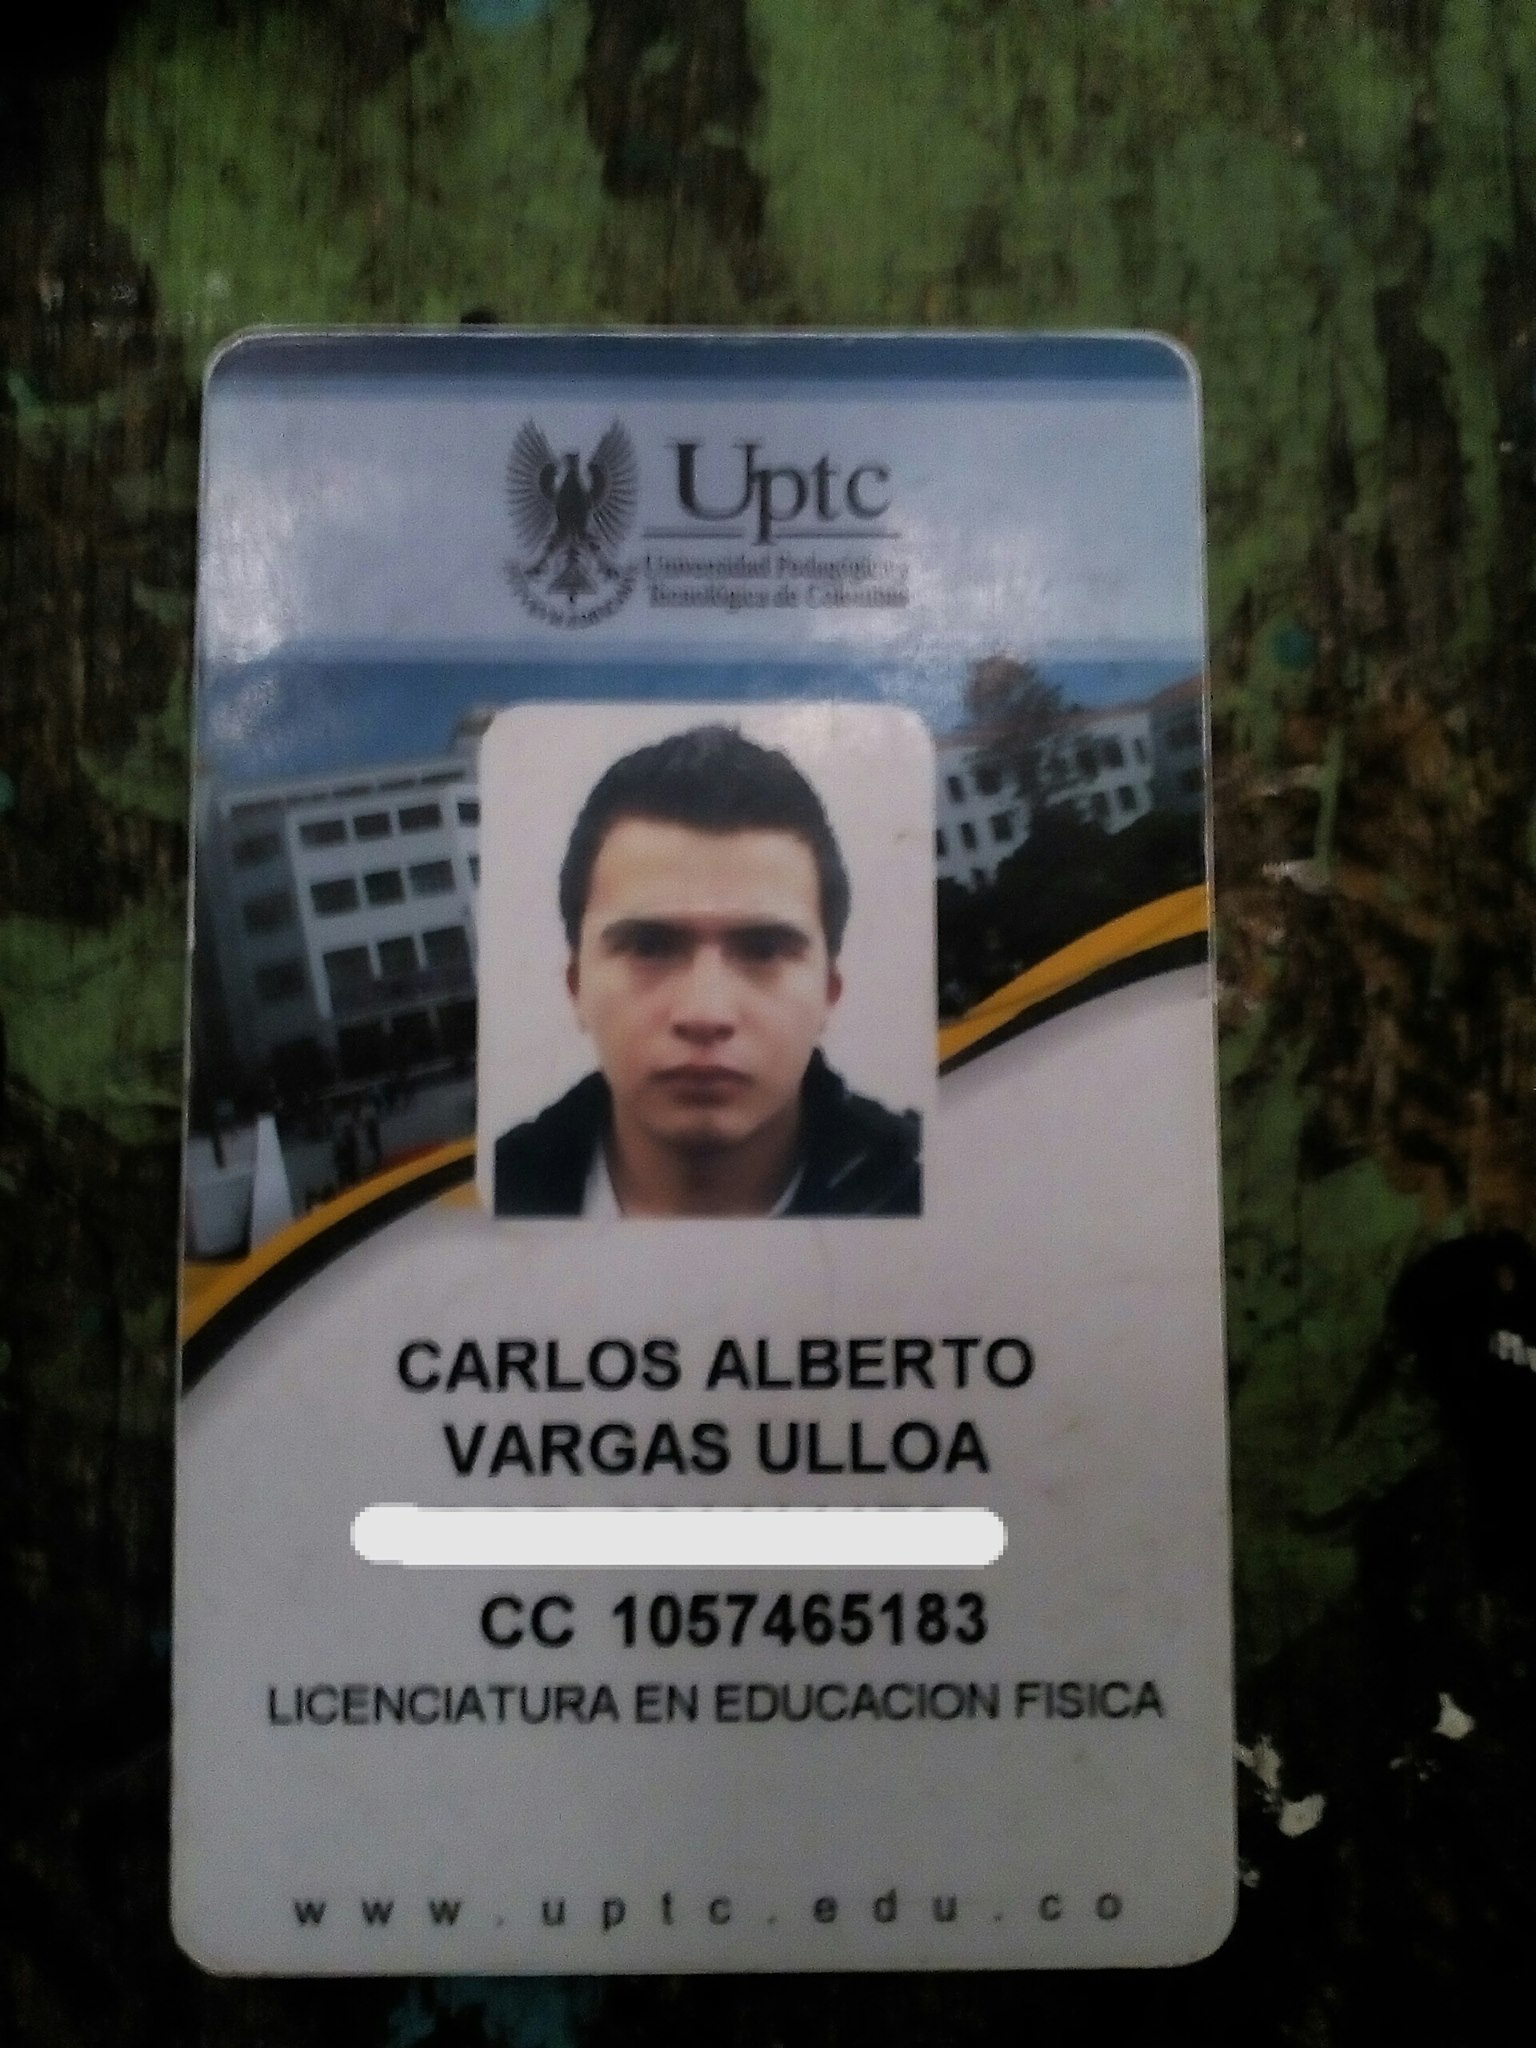 Uptc
Universidad Pedagógica y
Tecnológica de Colombia
CARLOS ALBERTO
VARGAS ULLOA
CC 1057465183
LICENCIATURA EN EDUCACION FISICA
www.uptc.edu.co